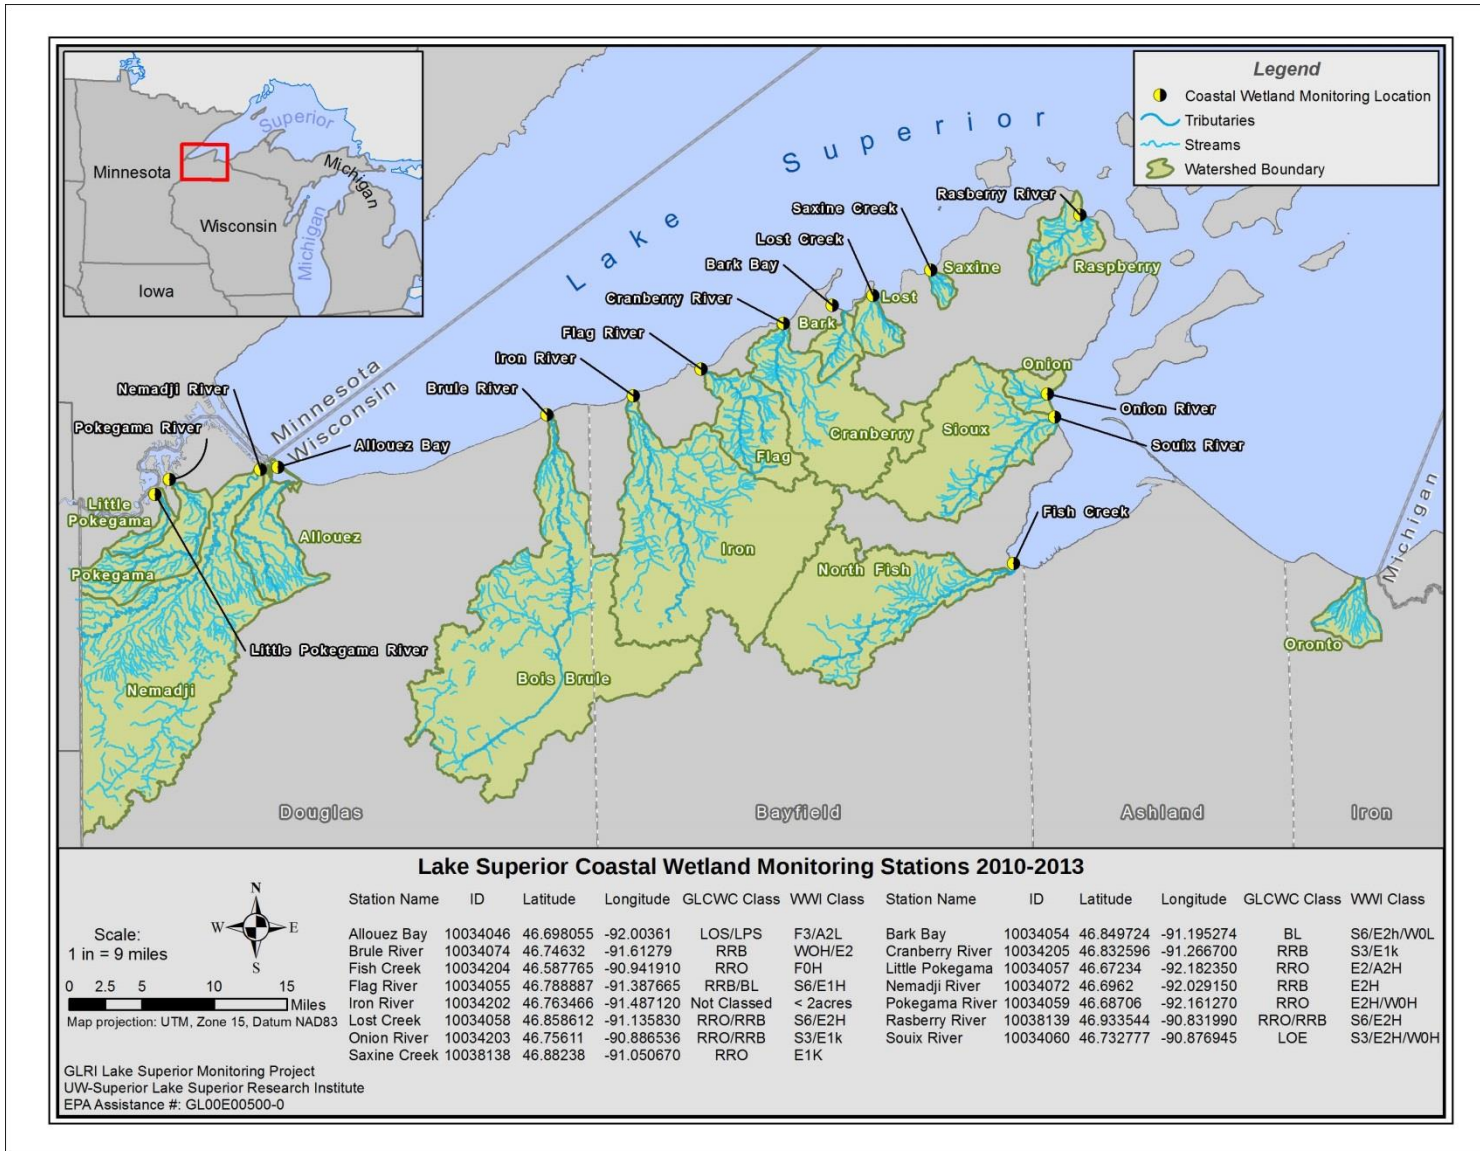 Superior
Minnesota
Michigan
Wisconsin
Michigan
Iowa
Legend
Coastal Wetland Monitoring Location
Tributaries
Streams
Watershed Boundary
Lake Superior
Rasberry River
Saxine Creek
Lost Creek
Bark Bay
Cranberry River
Flag River
Iron River
Brule River
Nemadji River
Pokegama River
Allouez Bay
Minnesota
Wisconsin
Saxine
Raspberry
Lost
Bark
Onion
Onion River
Souix River
Cranberry
Sioux
Flag
Fish Creek
Michigan
Little
Pokegama
Allouez
Pokegama
Iron
North Fish
Little Pokegama River
Nemadji
Bois Brule
Oronto
Douglas
Bayfield
Ashland
Iron
Lake Superior Coastal Wetland Monitoring Stations 2010-2013
N
W E
S
Scale:
1 in = 9 miles
0 2.5 5 10 15
Miles
Map projection: UTM, Zone 15, Datum NAD83
GLRI Lake Superior Monitoring Project
UW-Superior Lake Superior Research Institute
EPA Assistance #: GL00E00500-0
Station Name ID Latitude Longitude GLCWC Class WWI Class Station Name ID Latitude Longitude GLCWC Class WWI Class
Allouez Bay 10034046 46.698055 -92.00361 LOS/LPS F3/A2L Bark Bay 10034054 46.849724 -91.195274 BL S6/E2h/W0L
Brule River 10034074 46.74632 -91.61279 RRB WOH/E2 Cranberry River 10034205 46.832596 -91.266700 RRB S3/E1k
Fish Creek 10034204 46.587765 -90.941910 RRO F0H Little Pokegama 10034057 46.67234 -92.182350 RRO E2/A2H
Flag River 10034055 46.788887 -91.387665 RRB/BL S6/E1H Nemadji River 10034072 46.6962 -92.029150 RRB E2H
Iron River 10034202 46.763466 -91.487120 Not Classed < 2acres Pokegama River 10034059 46.68706 -92.161270 RRO E2H/W0H
Lost Creek 10034058 46.858612 -91.135830 RRO/RRB S6/E2H Rasberry River 10038139 46.933544 -90.831990 RRO/RRB S6/E2H
Onion River 10034203 46.75611 -90.886536 RRO/RRB S3/E1k Souix River 10034060 46.732777 -90.876945 LOE S3/E2H/W0H
Saxine Creek 10038138 46.88238 -91.050670 RRO E1K